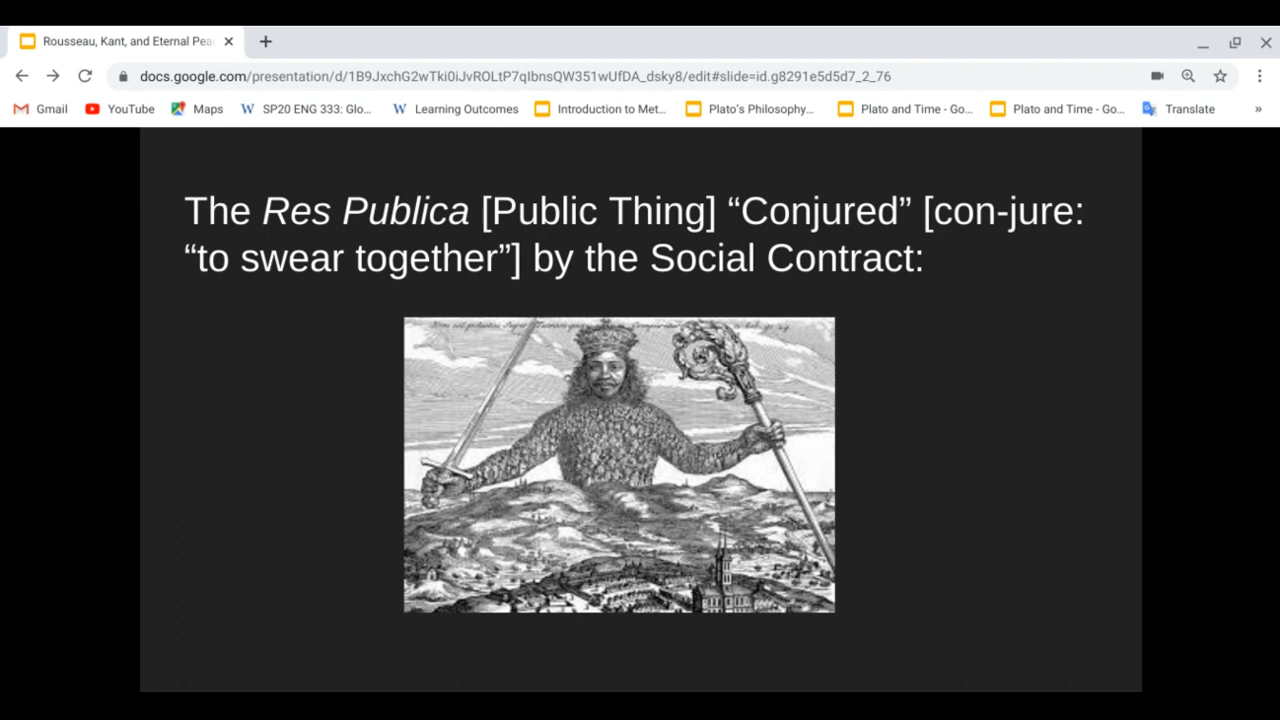 Rousseau, Kant, and Eternal Pea
docs.google.com/presentation/d/1B9JxchG2wTki0iJvROLtP7qIbnsQW351wUfDA_dsky8/edit#slide=id.g8291e5d5d7_2_76
Gmail YouTube Maps SP20 ENG 333: Glo... Learning Outcomes Introduction to Met... Plato's Philosophy... Plato and Time - Go... Plato and Time - Go... Translate »
The Res Publica [Public Thing] “Conjured” [con-jure:
“to swear together”] by the Social Contract: